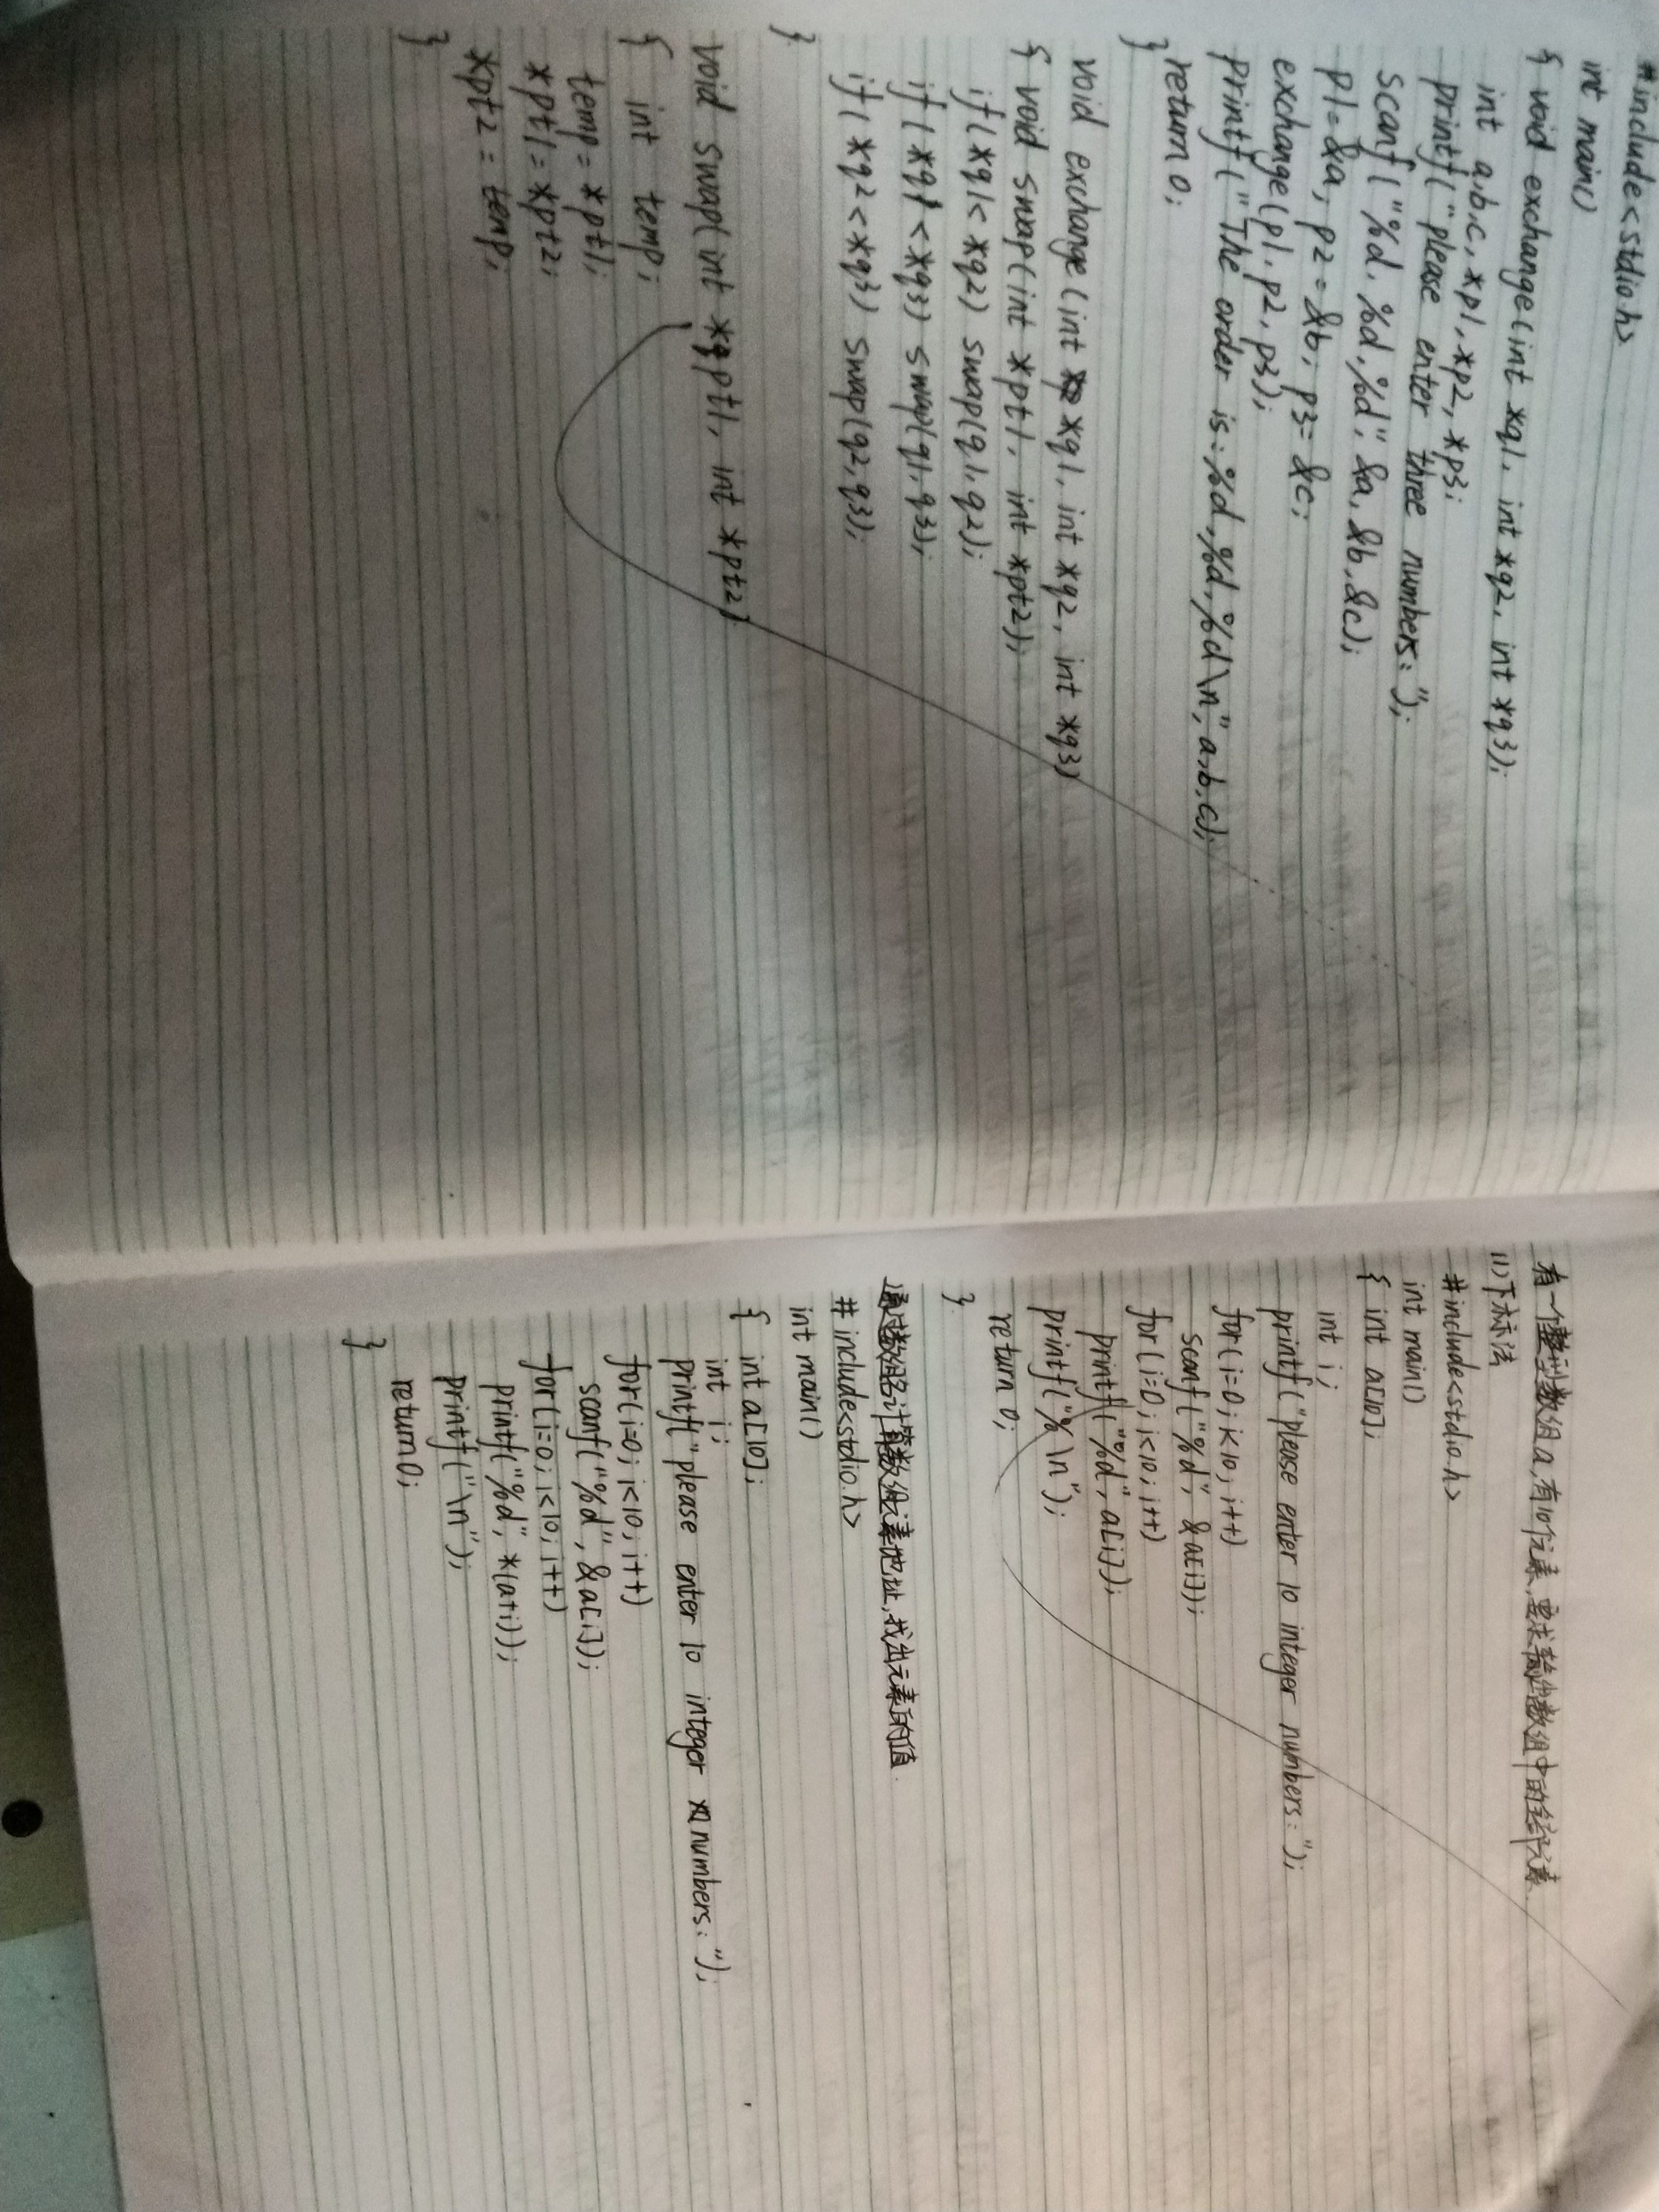 #include<stdio.h>
int main()
{ void exchange(int *q1, int *q2, int *q3);
int a,b,c,*p1,*p2,*p3;
printf("please enter three numbers:");
scanf("%d,%d,%d",&a,&b,&c);
p1=&a, p2=&b; p3=&c;
exchange(p1,p2,p3);
printf("The order is:%d,%d,%d\n",a,b,c);
return 0;
}
void exchange(int *q1, int *q2, int *q3)
{ void swap(int *pt1, int *pt2);
if(*q1<*q2) swap(q1,q2);
if(*q1<*q3) swap(q1,q3);
if(*q2<*q3) swap(q2,q3);
}
void swap(int *pt1, int *pt2)
{ int temp;
temp=*pt1;
*pt1=*pt2;
*pt2=temp;
}
有一个整型数组a,有10个元素,要求输出数组中的全部元素
(1)下标法
#include<stdio.h>
int main()
{ int a[10];
int i;
printf("please enter 10 integer numbers:");
for(i=0;i<10;i++)
scanf("%d",&a[i]);
for(i=0;i<10;i++)
printf("%d",a[i]);
printf("%\n");
return 0;
}
通过数组名计算数组元素地址,找出元素的值.
#include<stdio.h>
int main()
{ int a[10];
int i;
printf("please enter 10 integer numbers:");
for(i=0;i<10;i++)
scanf("%d",&a[i]);
for(i=0;i<10;i++)
printf("%d",*(a+i));
printf("\n");
return 0;
}